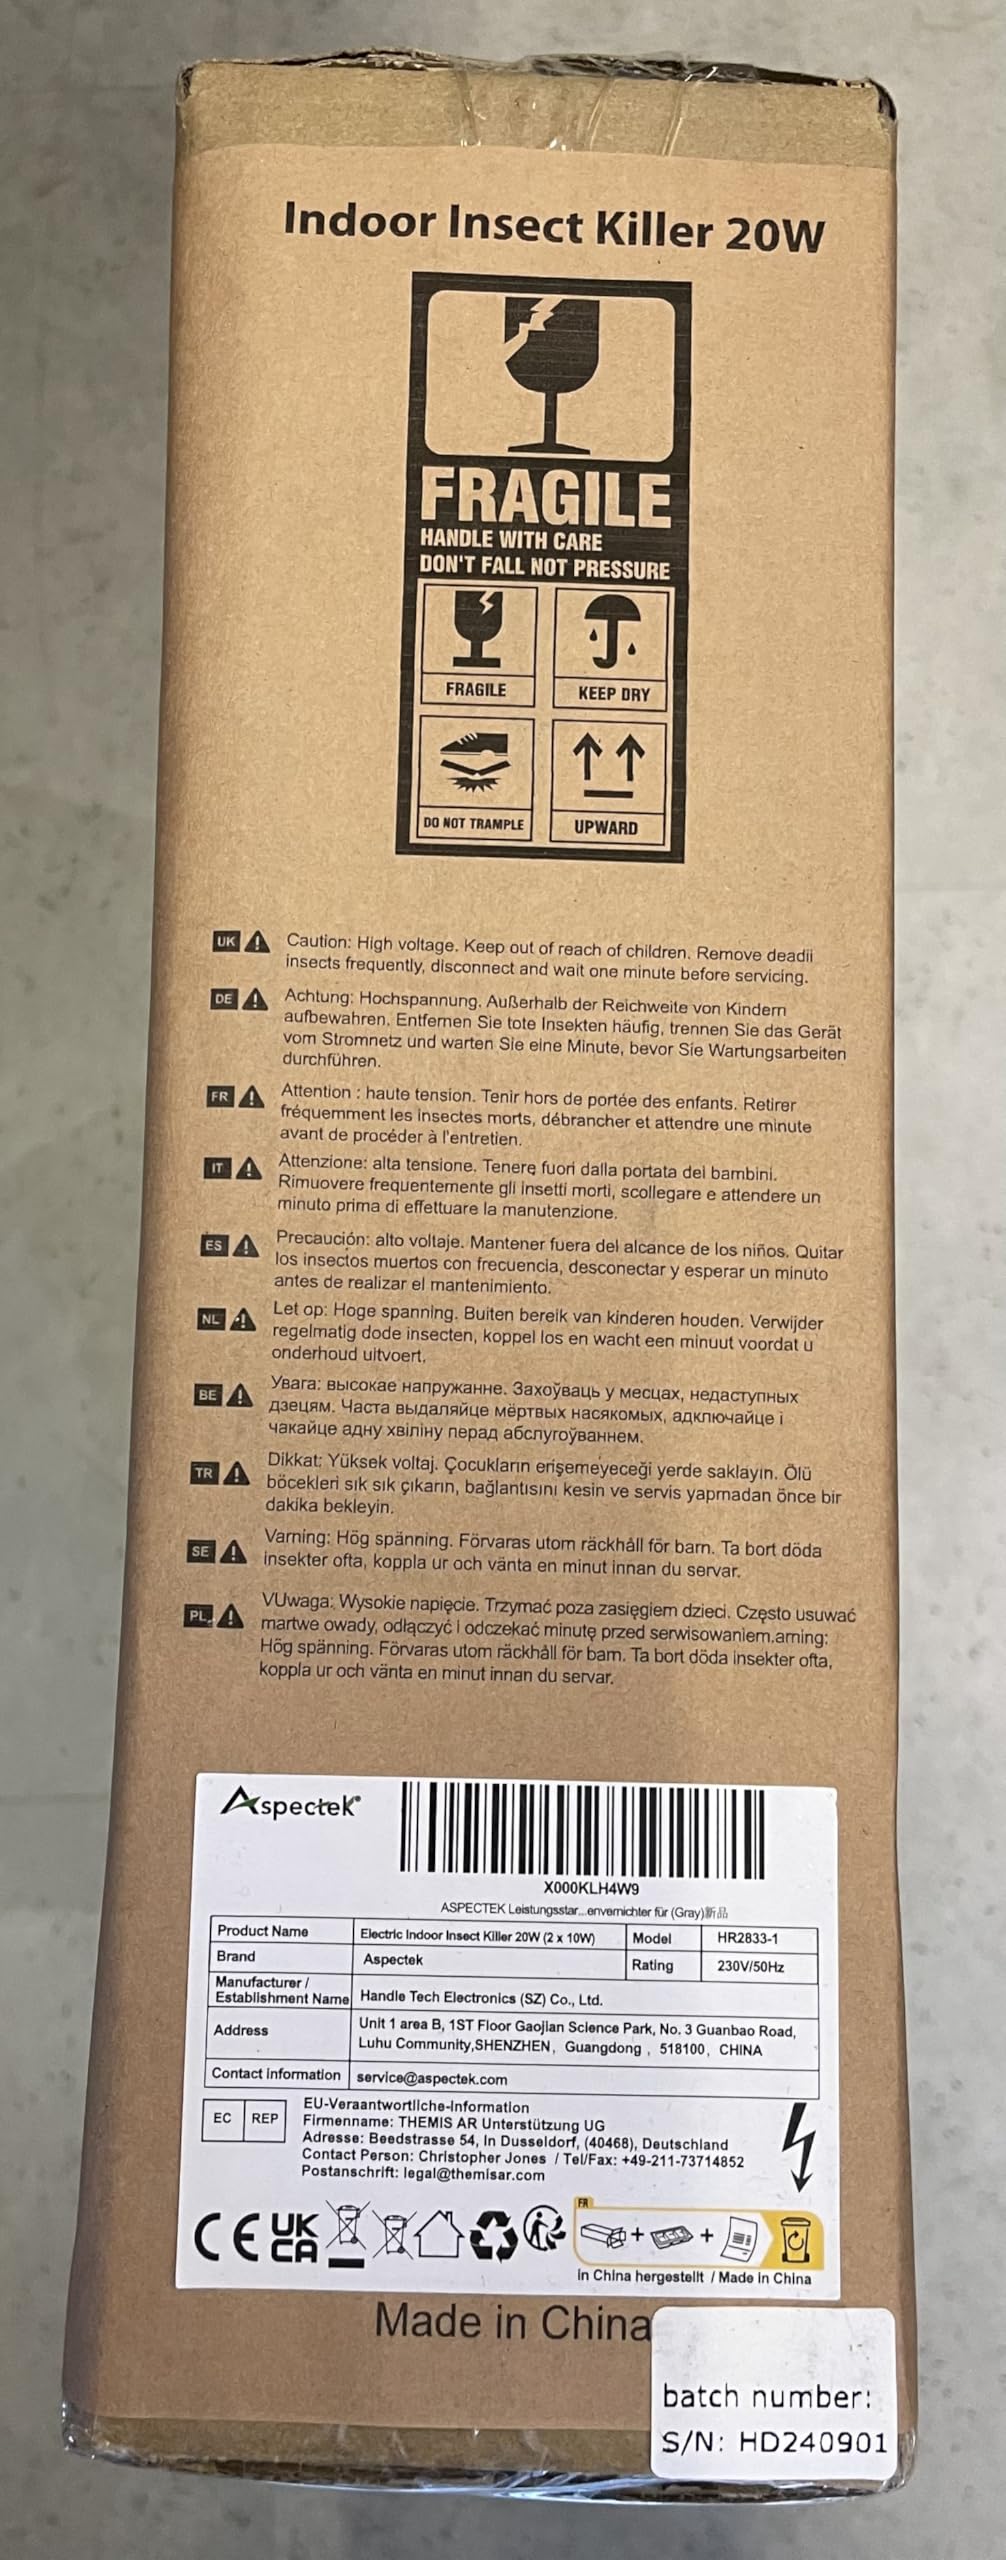 Indoor Insect Killer 20W
FRAGILE
HANDLE WITH CARE
DON'T FALL NOT PRESSURE
FRAGILE
KEEP DRY
DO NOT TRAMPLE
UPWARD
UK Caution: High voltage. Keep out of reach of children. Remove deadii
insects frequently, disconnect and wait one minute before servicing.
DE Achtung: Hochspannung. Außerhalb der Reichweite von Kindern
aufbewahren. Entfernen Sie tote Insekten häufig, trennen Sie das Gerät
vom Stromnetz und warten Sie eine Minute, bevor Sie Wartungsarbeiten
durchführen.
FR Attention : haute tension. Tenir hors de portée des enfants. Retirer
fréquemment les insectes morts, débrancher et attendre une minute
avant de procéder à l'entretien.
IT Attenzione: alta tensione. Tenere fuori dalla portata dei bambini.
Rimuovere frequentemente gli insetti morti, scollegare e attendere un
minuto prima di effettuare la manutenzione.
ES Precaución: alto voltaje. Mantener fuera del alcance de los niños. Quitar
los insectos muertos con frecuencia, desconectar y esperar un minuto
antes de realizar el mantenimiento.
NL Let op: Hoge spanning. Buiten bereik van kinderen houden. Verwijder
regelmatig dode insecten, koppel los en wacht een minuut voordat u
onderhoud uitvoert.
BE Увага: высокае напружанне. Захоўваць у месцах, недаступных
дзецям. Часта выдаляйце мёртвых насякомых, адключайце і
чакайце адну хвіліну перад абслугоўваннем.
TR Dikkat: Yüksek voltaj. Çocukların erişemeyeceği yerde saklayın. Ölü
böcekleri sık sık çıkarın, bağlantısını kesin ve servis yapmadan önce bir
dakika bekleyin.
SE Varning: Hög spänning. Förvaras utom räckhåll för barn. Ta bort döda
insekter ofta, koppla ur och vänta en minut innan du servar.
PL VUwaga: Wysokie napięcie. Trzymać poza zasięgiem dzieci. Często usuwać
martwe owady, odłączyć i odczekać minutę przed serwisowaniem.arning:
Hög spänning. Förvaras utom räckhåll för barn. Ta bort döda insekter ofta,
koppla ur och vänta en minut innan du servar.
Aspectek®
X000KLH4W9
ASPECTEK Leistungsstar...envernichter für (Gray)新品
Product Name Electric Indoor Insect Killer 20W (2 x 10W) Model HR2833-1
Brand Aspectek Rating 230V/50Hz
Manufacturer /
Establishment Name Handle Tech Electronics (SZ) Co., Ltd.
Address Unit 1 area B, 1ST Floor Gaojian Science Park, No. 3 Guanbao Road,
Luhu Community,SHENZHEN, Guangdong , 518100, CHINA
Contact information service@aspectek.com
EC REP
EU-Veraantwortliche-Information
Firmenname: THEMIS AR Unterstützung UG
Adresse: Beedstrasse 54, in Dusseldorf, (40468), Deutschland
Contact Person: Christopher Jones / Tel/Fax: +49-211-73714852
Postanschrift: legal@themisar.com
CE UK
CA
FR
+ +
In China hergestellt / Made in China
Made in China
batch number:
S/N: HD240901